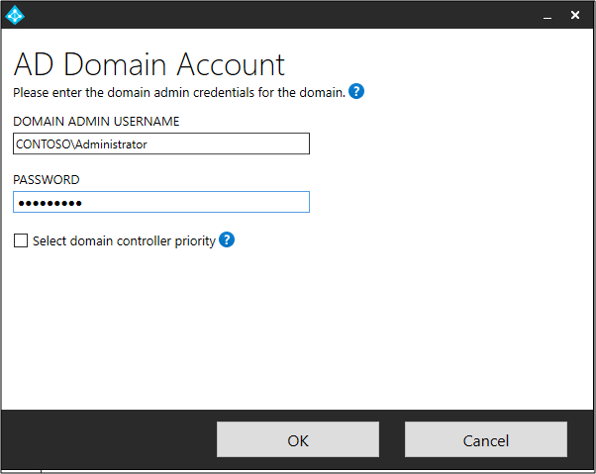 AD Domain Account
Please enter the domain admin credentials for the domain. ?
DOMAIN ADMIN USERNAME
CONTOSO\Administrator
PASSWORD
●●●●●●●●●
Select domain controller priority ?
OK Cancel